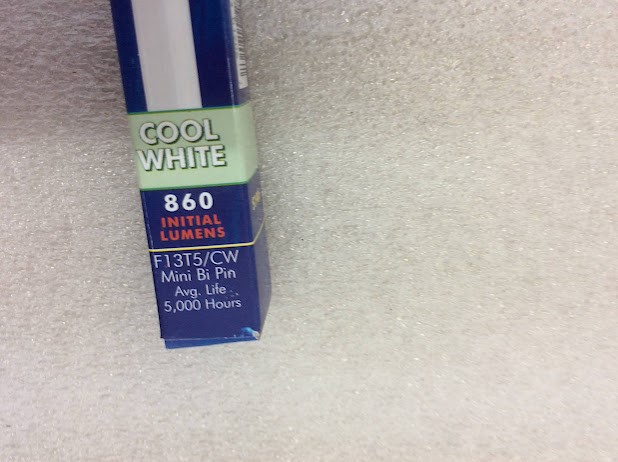 COOL
WHITE
860
INITIAL
LUMENS
F13T5/CW
Mini Bi Pin
Avg. Life
5,000 Hours